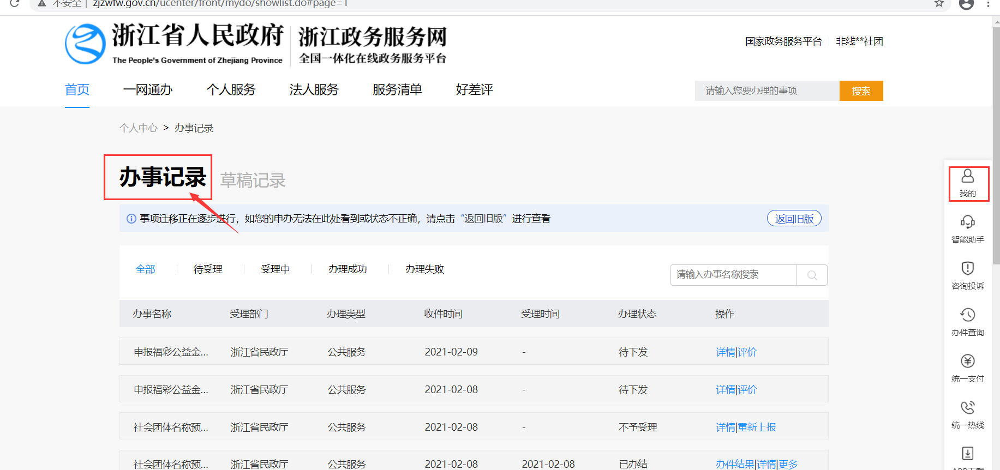 不安全 | zjzwfw.gov.cn/ucenter/front/mydo/showlist.do#page=1
浙江省人民政府
The People's Government of Zhejiang Province
浙江政务服务网
全国一体化在线政务服务平台
国家政务服务平台 非线**社团
首页 一网通办 个人服务 法人服务 服务清单 好差评
请输入您要办理的事项 搜索
个人中心 > 办事记录
办事记录 草稿记录
事项迁移正在逐步进行，如您的申办无法在此处看到或状态不正确，请点击“返回旧版”进行查看 返回旧版
全部 待受理 受理中 办理成功 办理失败
请输入办事名称搜索
办事名称 受理部门 办理类型 收件时间 受理时间 办理状态 操作
申报福彩公益金... 浙江省民政厅 公共服务 2021-02-09 - 待下发 详情|评价
申报福彩公益金... 浙江省民政厅 公共服务 2021-02-08 - 待下发 详情|评价
社会团体名称预... 浙江省民政厅 公共服务 2021-02-08 - 不予受理 详情|重新上报
社会团体名称预... 浙江省民政厅 公共服务 2021-02-08 2021-02-08 已办结 办件结果|详情|更多
我的
智能助手
咨询投诉
办件查询
统一支付
统一热线
APP下载